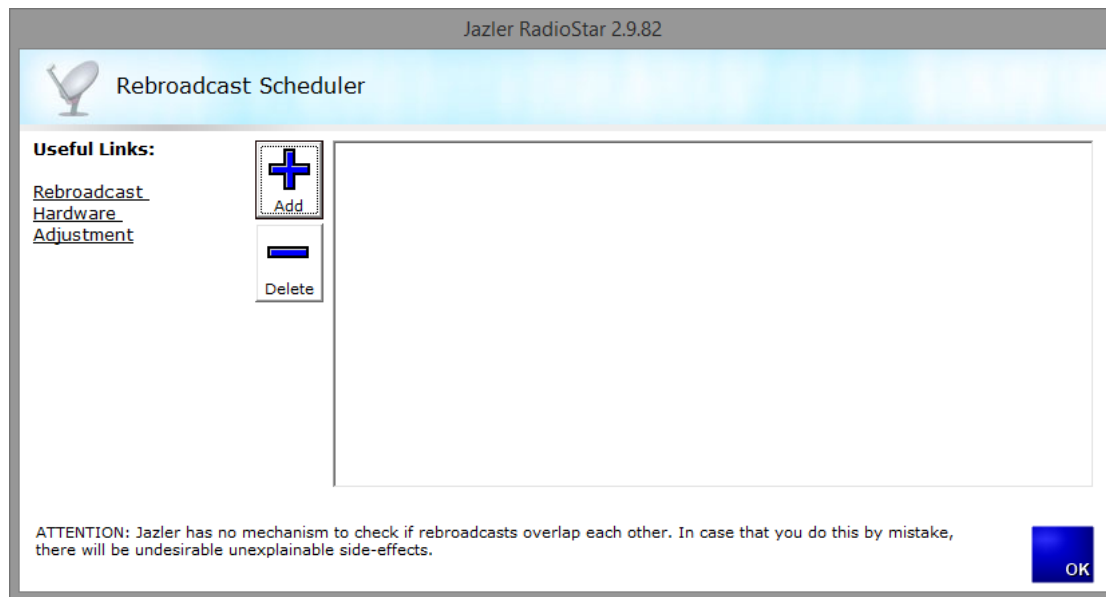 Jazler RadioStar 2.9.82
Rebroadcast Scheduler
Useful Links:
Rebroadcast
Hardware
Adjustment
Add
Delete
ATTENTION: Jazler has no mechanism to check if rebroadcasts overlap each other. In case that you do this by mistake,
there will be undesirable unexplainable side-effects.
OK